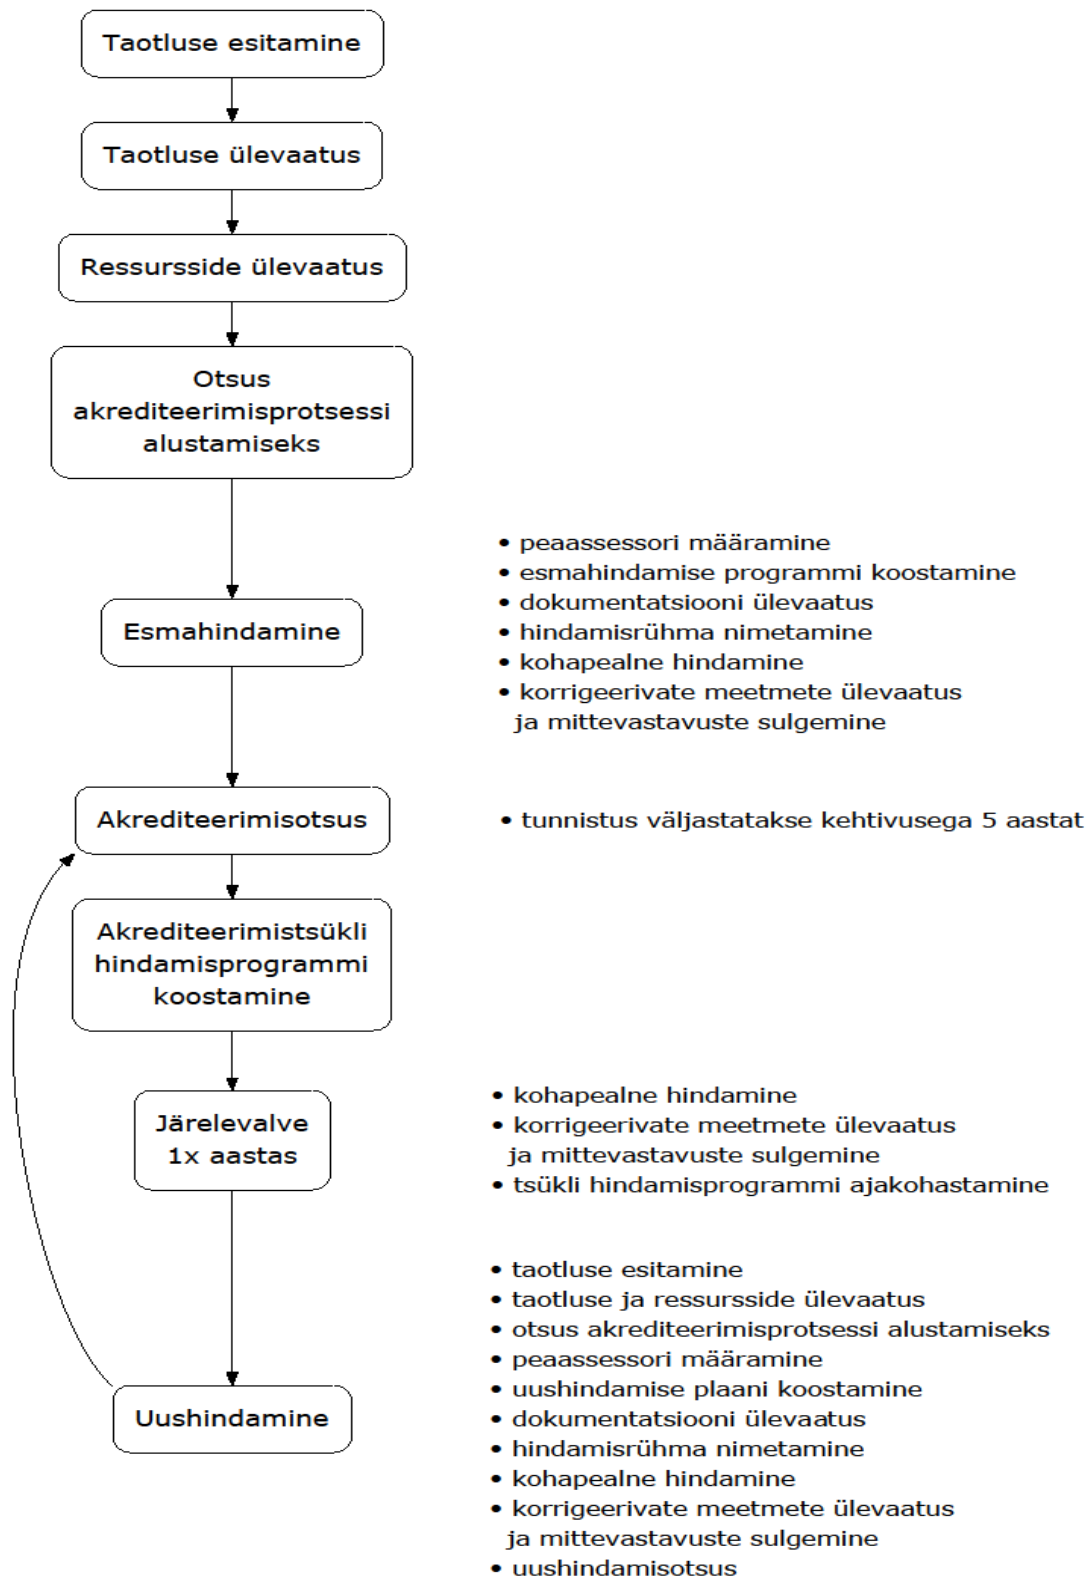 Taotluse esitamine
Taotluse ülevaatus
Ressursside ülevaatus
Otsus
akrediteerimisprotsessi
alustamiseks
• peaassessori määramine
• esmahindamise programmi koostamine
• dokumentatsiooni ülevaatus
Esmahindamine
• hindamisrühma nimetamine
• kohapealne hindamine
• korrigeerivate meetmete ülevaatus
ja mittevastavuste sulgemine
Akrediteerimisotsus
• tunnistus väljastatakse kehtivusega 5 aastat
Akrediteerimistsükli
hindamisprogrammi
koostamine
Järelevalve
1x aastas
• kohapealne hindamine
• korrigeerivate meetmete ülevaatus
ja mittevastavuste sulgemine
• tsükli hindamisprogrammi ajakohastamine
Uushindamine
• taotluse esitamine
• taotluse ja ressursside ülevaatus
• otsus akrediteerimisprotsessi alustamiseks
• peaassessori määramine
• uushindamise plaani koostamine
• dokumentatsiooni ülevaatus
• hindamisrühma nimetamine
• kohapealne hindamine
• korrigeerivate meetmete ülevaatus
ja mittevastavuste sulgemine
• uushindamisotsus